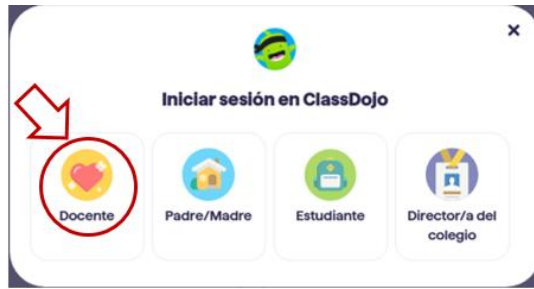 Iniciar sesión en ClassDojo
Docente
Padre/Madre
Estudiante
Director/a del
colegio